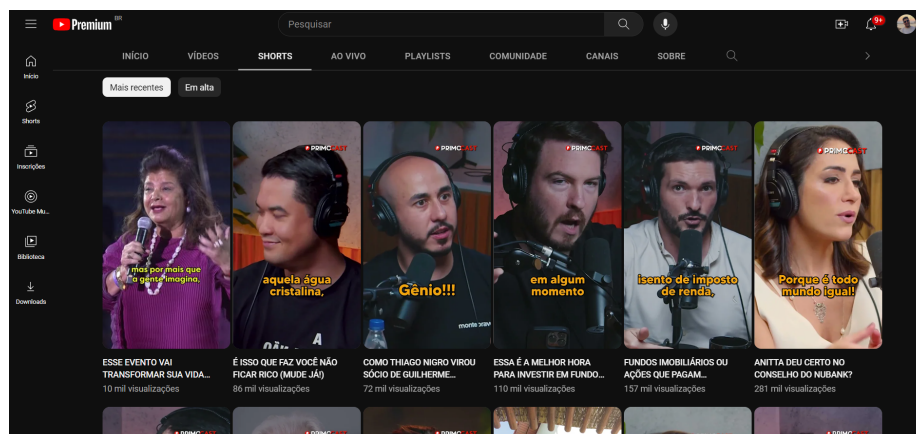 Premium BR
Pesquisar
9+
INÍCIO VÍDEOS SHORTS AO VIVO PLAYLISTS COMUNIDADE CANAIS SOBRE
Início
Shorts
Inscrições
YouTube Mu...
Biblioteca
Downloads
Mais recentes Em alta
mas por mais que
a gente imagina,
PRIMOCAST
aquela água
cristalina,
PRIMOCAST
Gênio!!!
PRIMOCAST
em algum
momento
PRIMOCAST
isento de imposto
de renda,
PRIMOCAST
Porque é todo
mundo igual!
ESSE EVENTO VAI
TRANSFORMAR SUA VIDA...
10 mil visualizações
É ISSO QUE FAZ VOCÊ NÃO
FICAR RICO (MUDE JÁ!)
86 mil visualizações
COMO THIAGO NIGRO VIROU
SÓCIO DE GUILHERME...
72 mil visualizações
ESSA É A MELHOR HORA
PARA INVESTIR EM FUNDO...
110 mil visualizações
FUNDOS IMOBILIÁRIOS OU
AÇÕES QUE PAGAM...
157 mil visualizações
ANITTA DEU CERTO NO
CONSELHO DO NUBANK?
281 mil visualizações